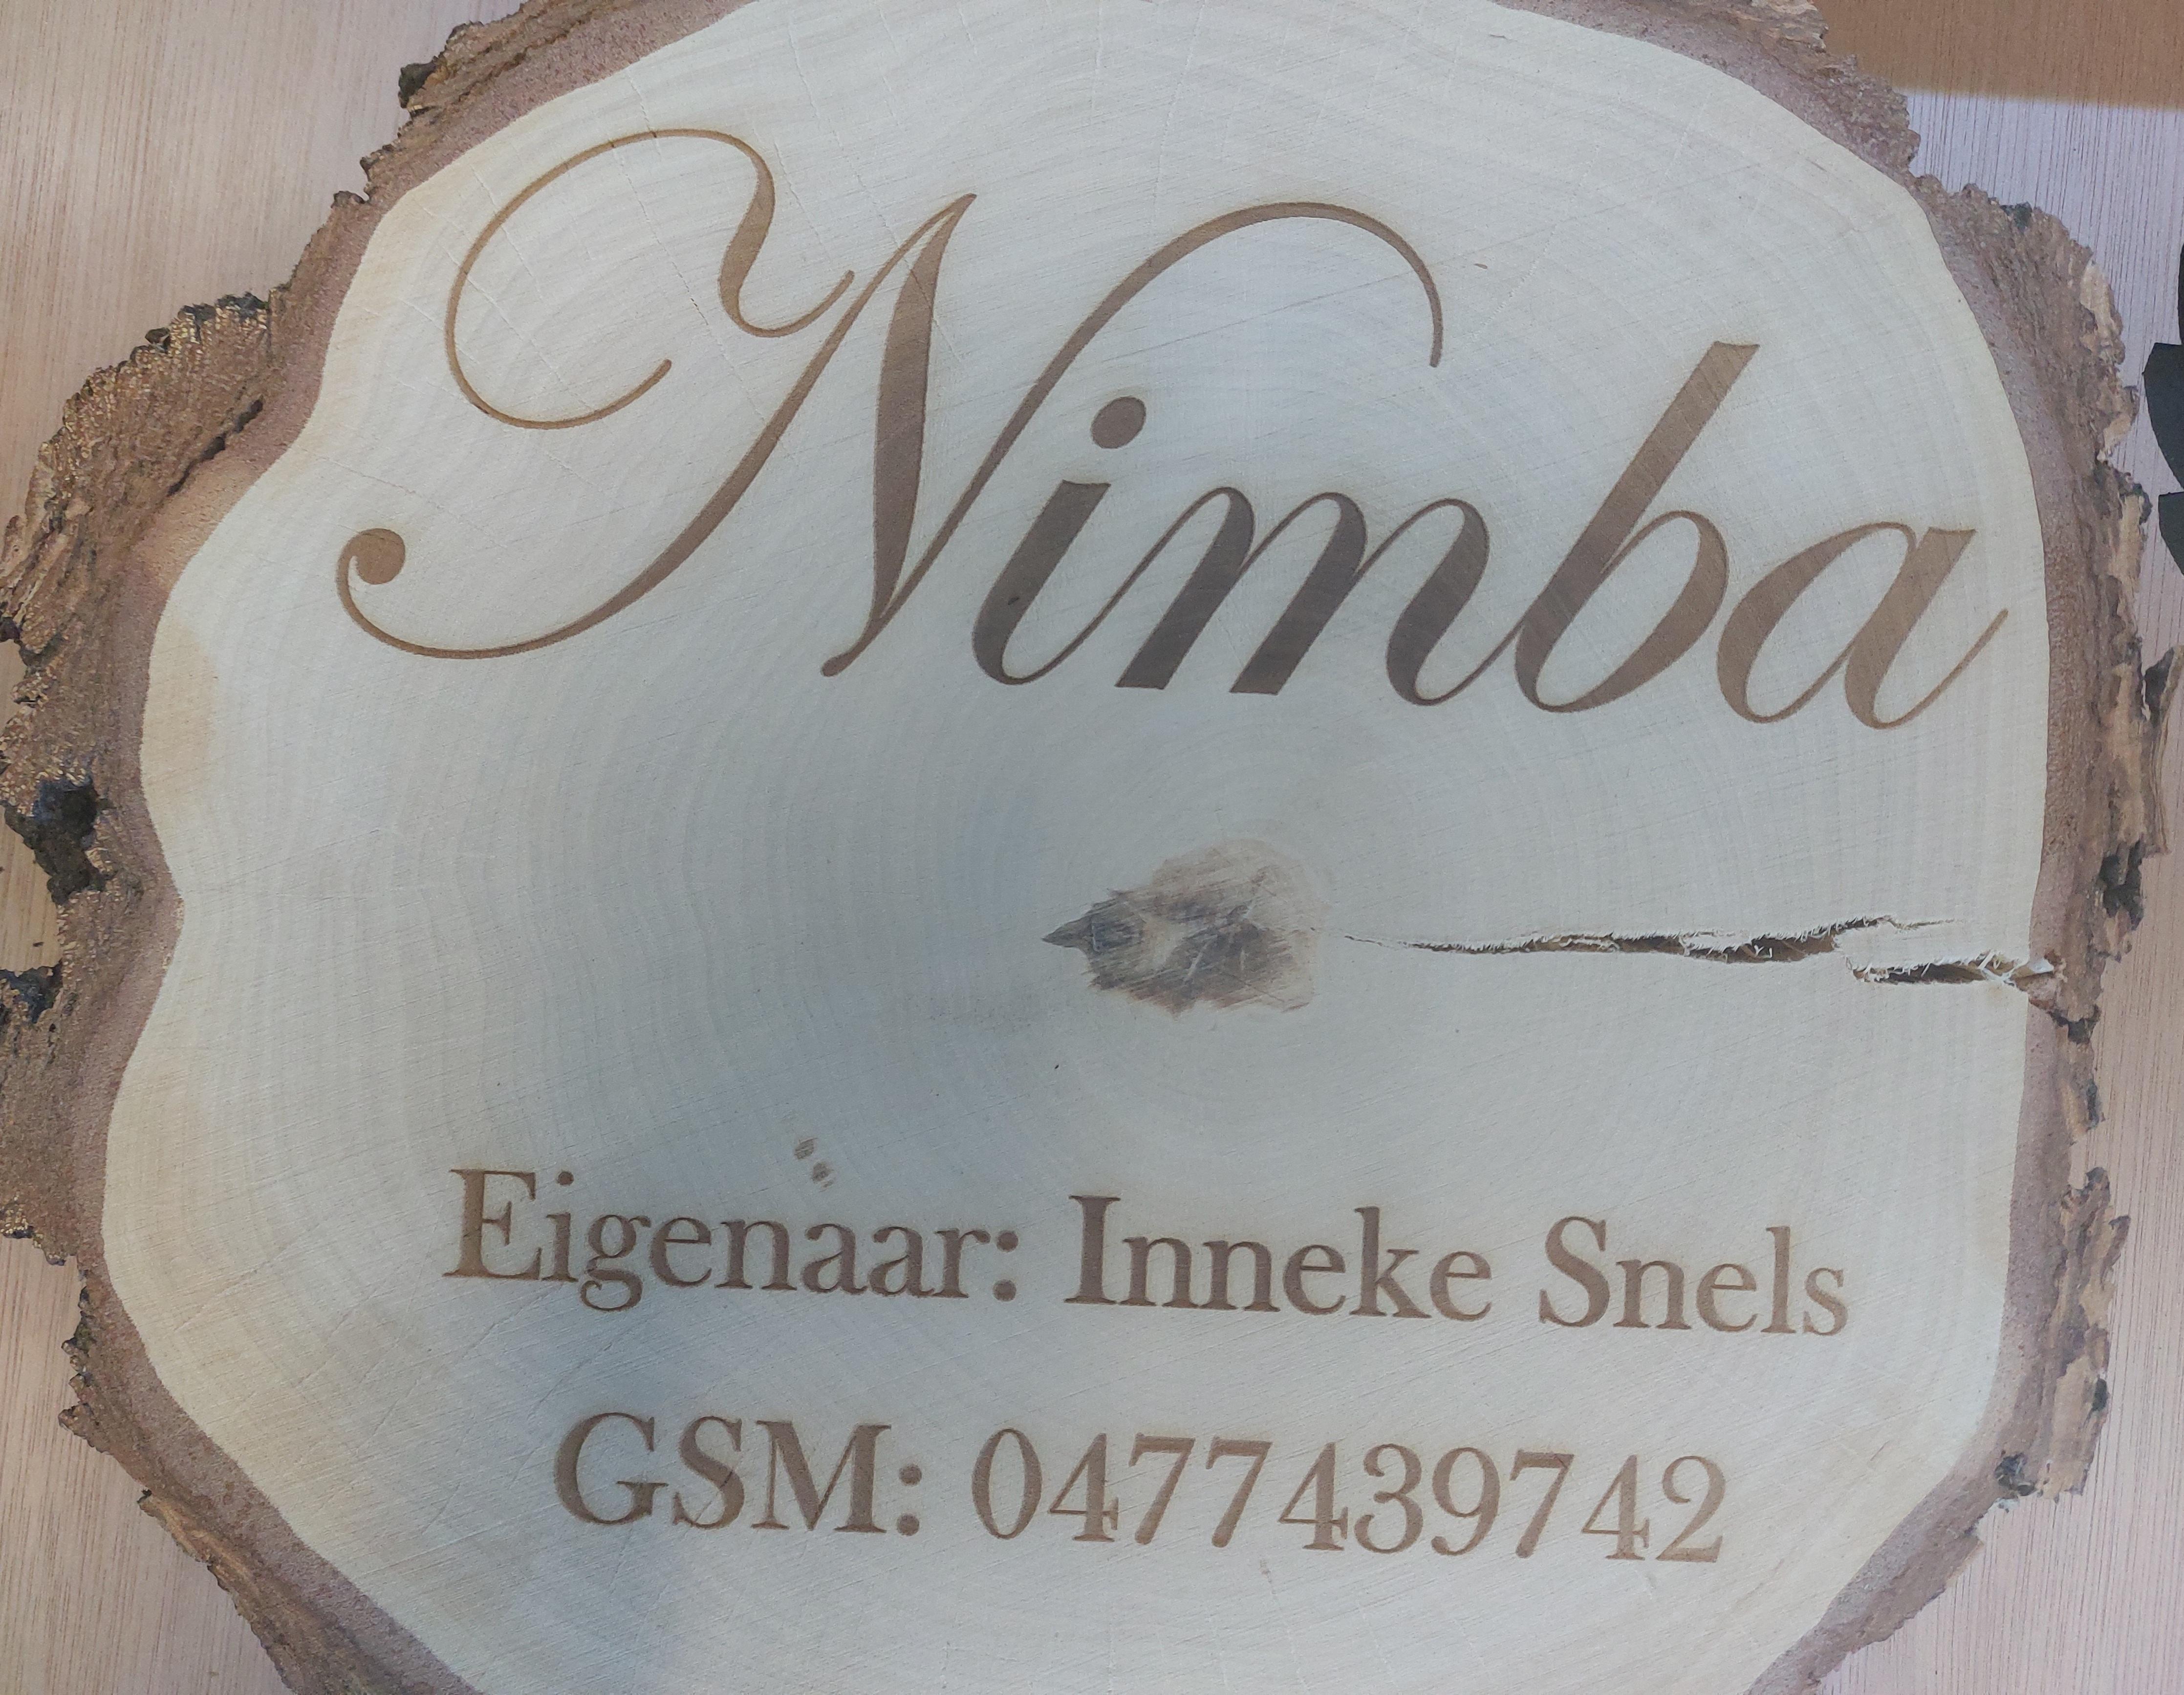 Nimba
Eigenaar: Inneke Snels
GSM: 0477439742